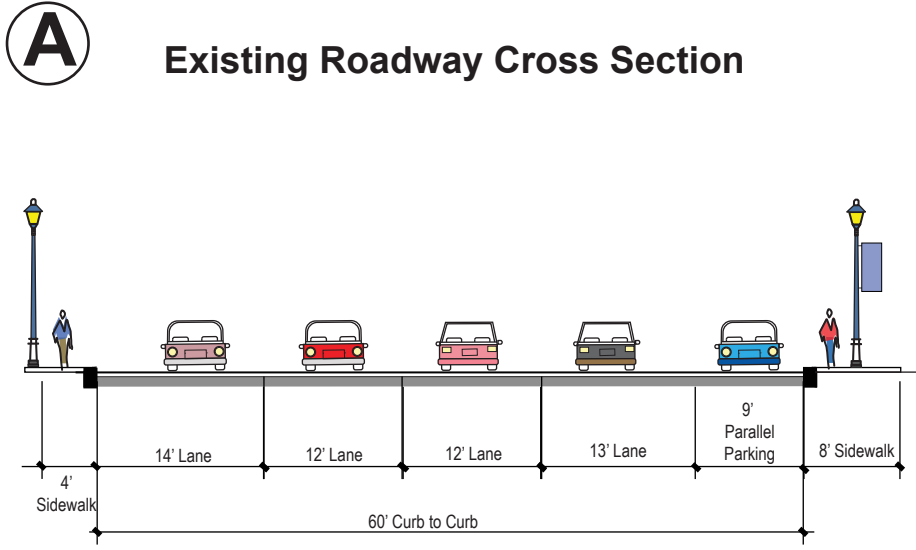 A
Existing Roadway Cross Section
14’ Lane
12’ Lane
12’ Lane
13’ Lane
9’
Parallel
Parking
8’ Sidewalk
4’
Sidewalk
60’ Curb to Curb